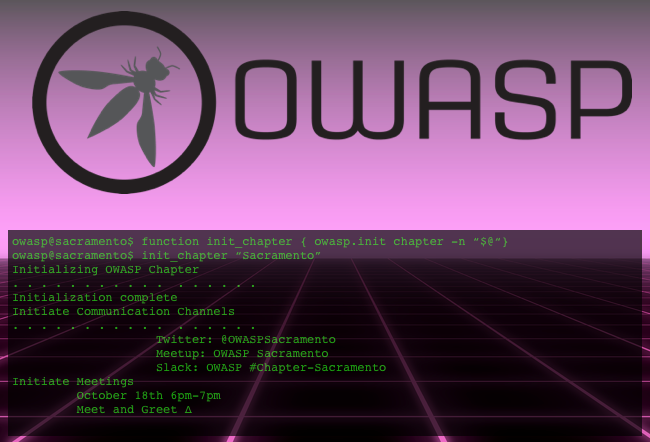 OWASP
owasp@sacramento$ function init_chapter { owasp.init chapter -n “$@“}
owasp@sacramento$ init_chapter “Sacramento”
Initializing OWASP Chapter
. . . . . . . . . . . . . . . . . .
Initialization complete
Initiate Communication Channels
. . . . . . . . . . . . . . . . . .
Twitter: @OWASPSacramento
Meetup: OWASP Sacramento
Slack: OWASP #Chapter-Sacramento
Initiate Meetings
October 18th 6pm-7pm
Meet and Greet ∆